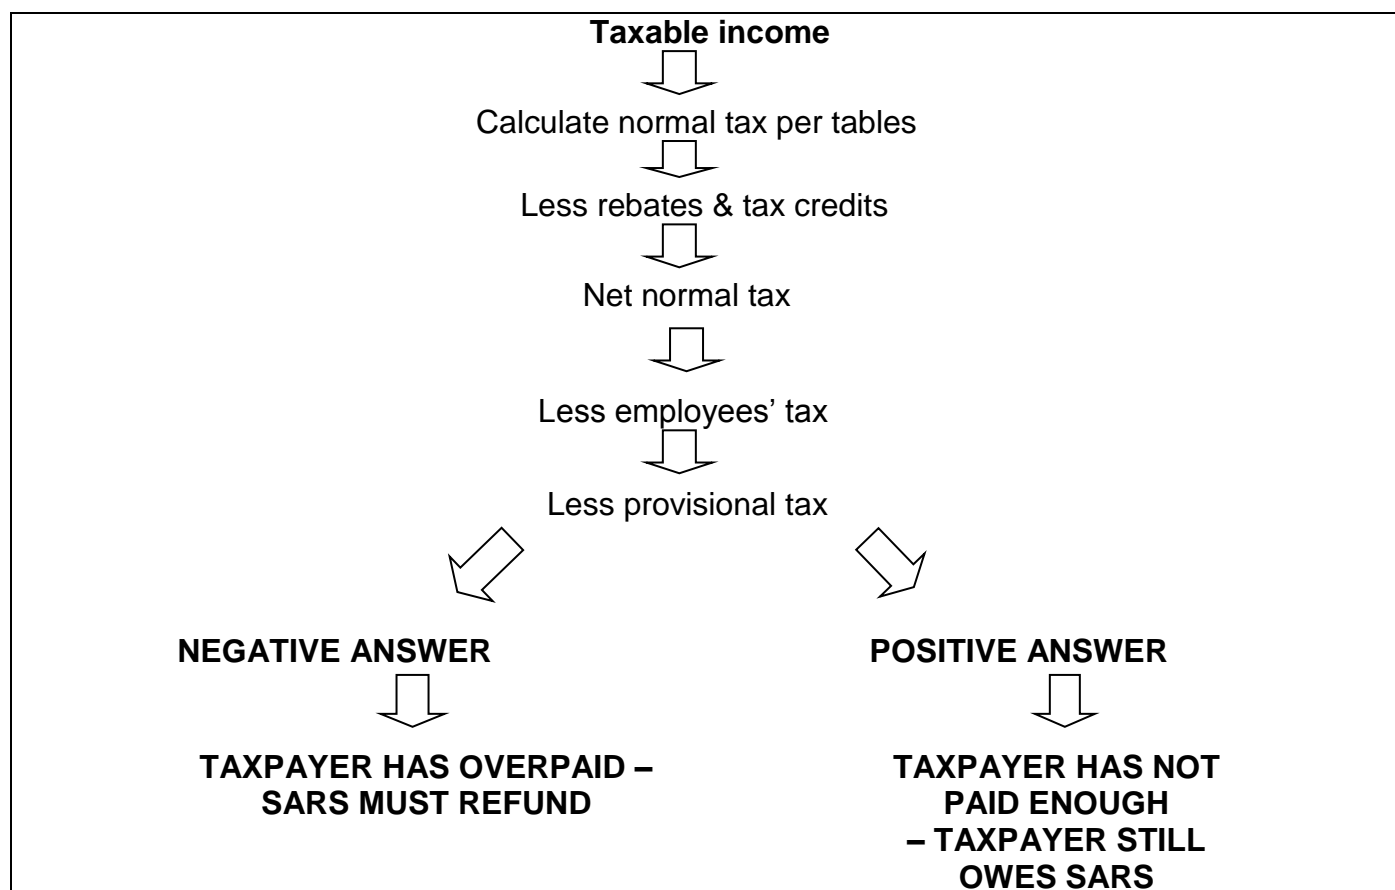 Taxable income
Calculate normal tax per tables
Less rebates & tax credits
Net normal tax
Less employees’ tax
Less provisional tax
NEGATIVE ANSWER
POSITIVE ANSWER
TAXPAYER HAS OVERPAID –
SARS MUST REFUND
TAXPAYER HAS NOT
PAID ENOUGH
– TAXPAYER STILL
OWES SARS